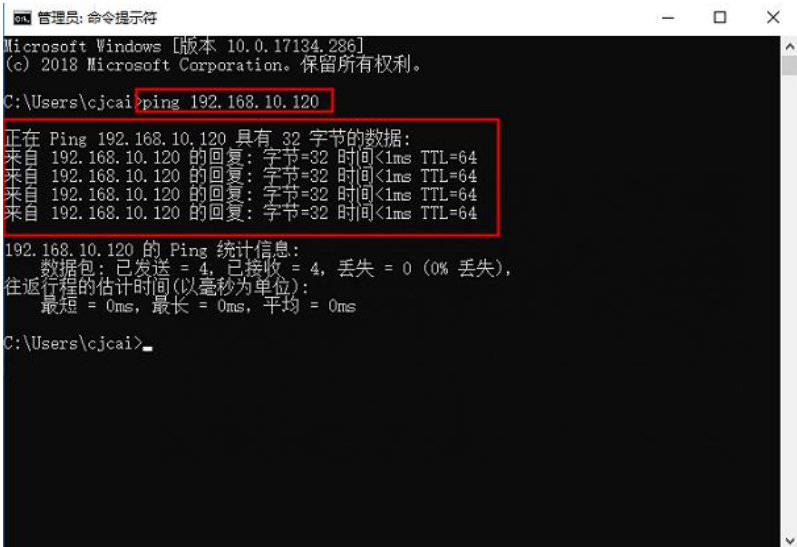 管理员: 命令提示符
Microsoft Windows [版本 10.0.17134.286]
(c) 2018 Microsoft Corporation。保留所有权利。
C:\Users\cjcai>ping 192.168.10.120
正在 Ping 192.168.10.120 具有 32 字节的数据:
来自 192.168.10.120 的回复: 字节=32 时间<1ms TTL=64
来自 192.168.10.120 的回复: 字节=32 时间<1ms TTL=64
来自 192.168.10.120 的回复: 字节=32 时间<1ms TTL=64
来自 192.168.10.120 的回复: 字节=32 时间<1ms TTL=64
192.168.10.120 的 Ping 统计信息:
数据包: 已发送 = 4，已接收 = 4，丢失 = 0 (0% 丢失)，
往返行程的估计时间(以毫秒为单位):
最短 = 0ms，最长 = 0ms，平均 = 0ms
C:\Users\cjcai>